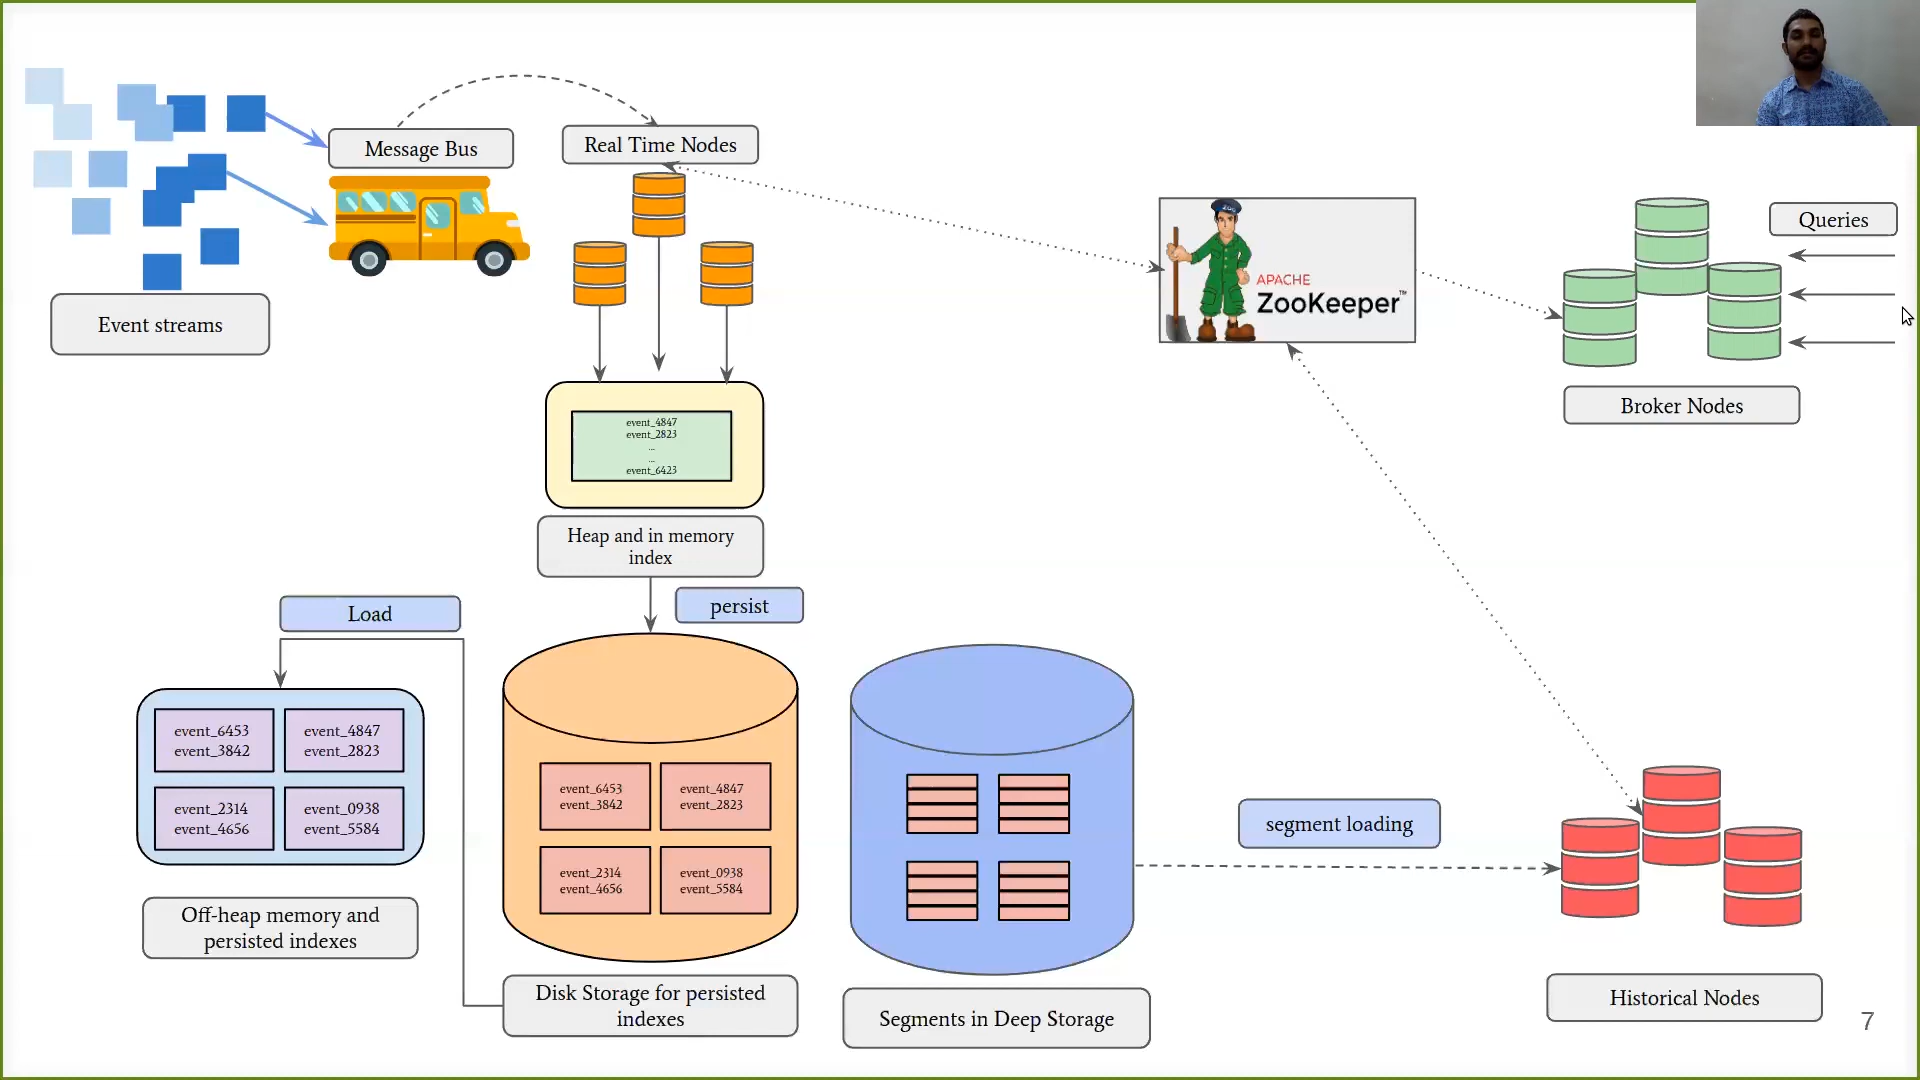 Message Bus
Real Time Nodes
Event streams
ZOO
APACHE
ZooKeeper™
Queries
Broker Nodes
event_4847
event_2823
...
...
event_6423
Heap and in memory
index
persist
Load
event_6453
event_3842
event_4847
event_2823
event_2314
event_4656
event_0938
event_5584
Off-heap memory and
persisted indexes
event_6453
event_3842
event_4847
event_2823
event_2314
event_4656
event_0938
event_5584
Disk Storage for persisted
indexes
Segments in Deep Storage
segment loading
Historical Nodes
7